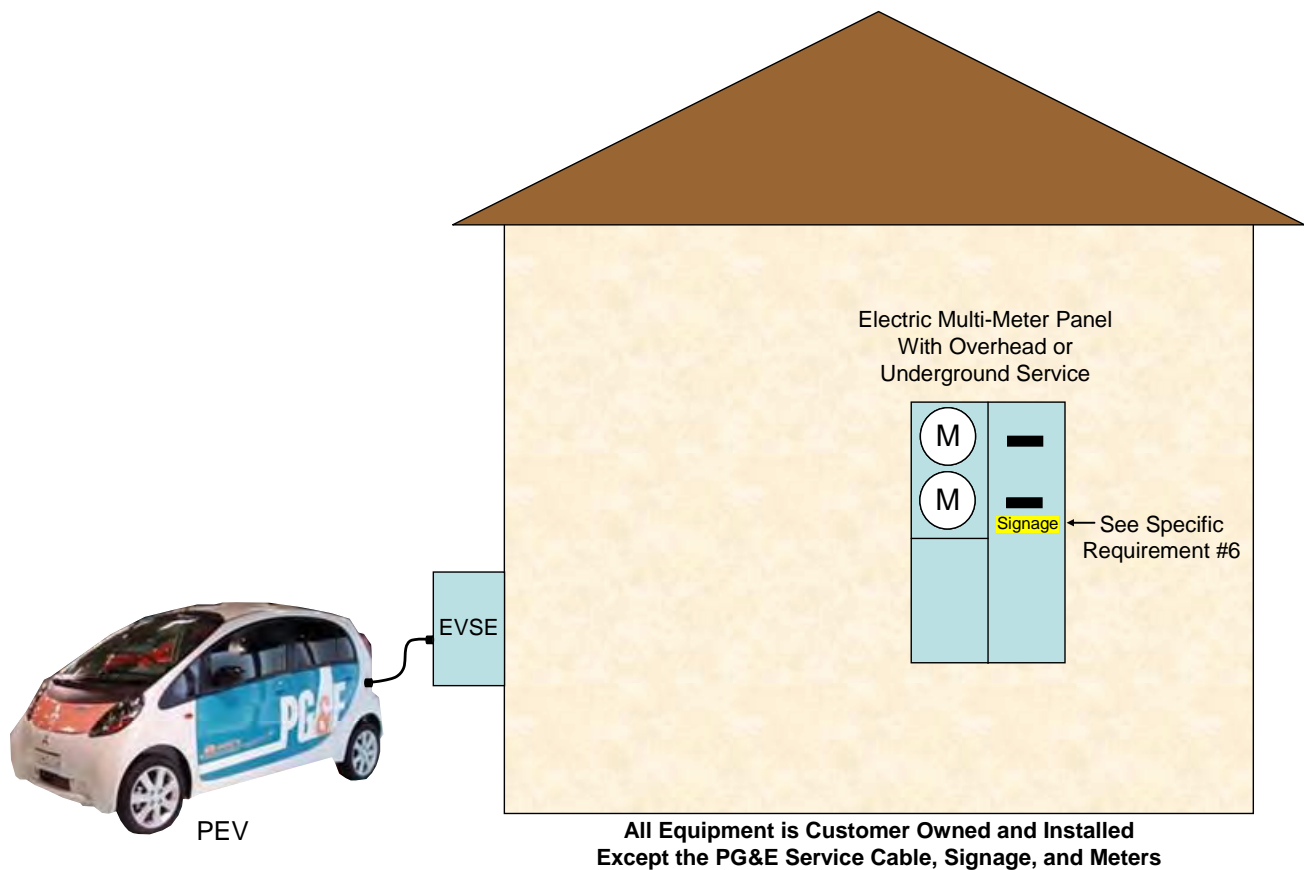 Electric Multi-Meter Panel
With Overhead or
Underground Service
M
M
Signage
See Specific
Requirement #6
EVSE
PG&E
PEV
All Equipment is Customer Owned and Installed
Except the PG&E Service Cable, Signage, and Meters